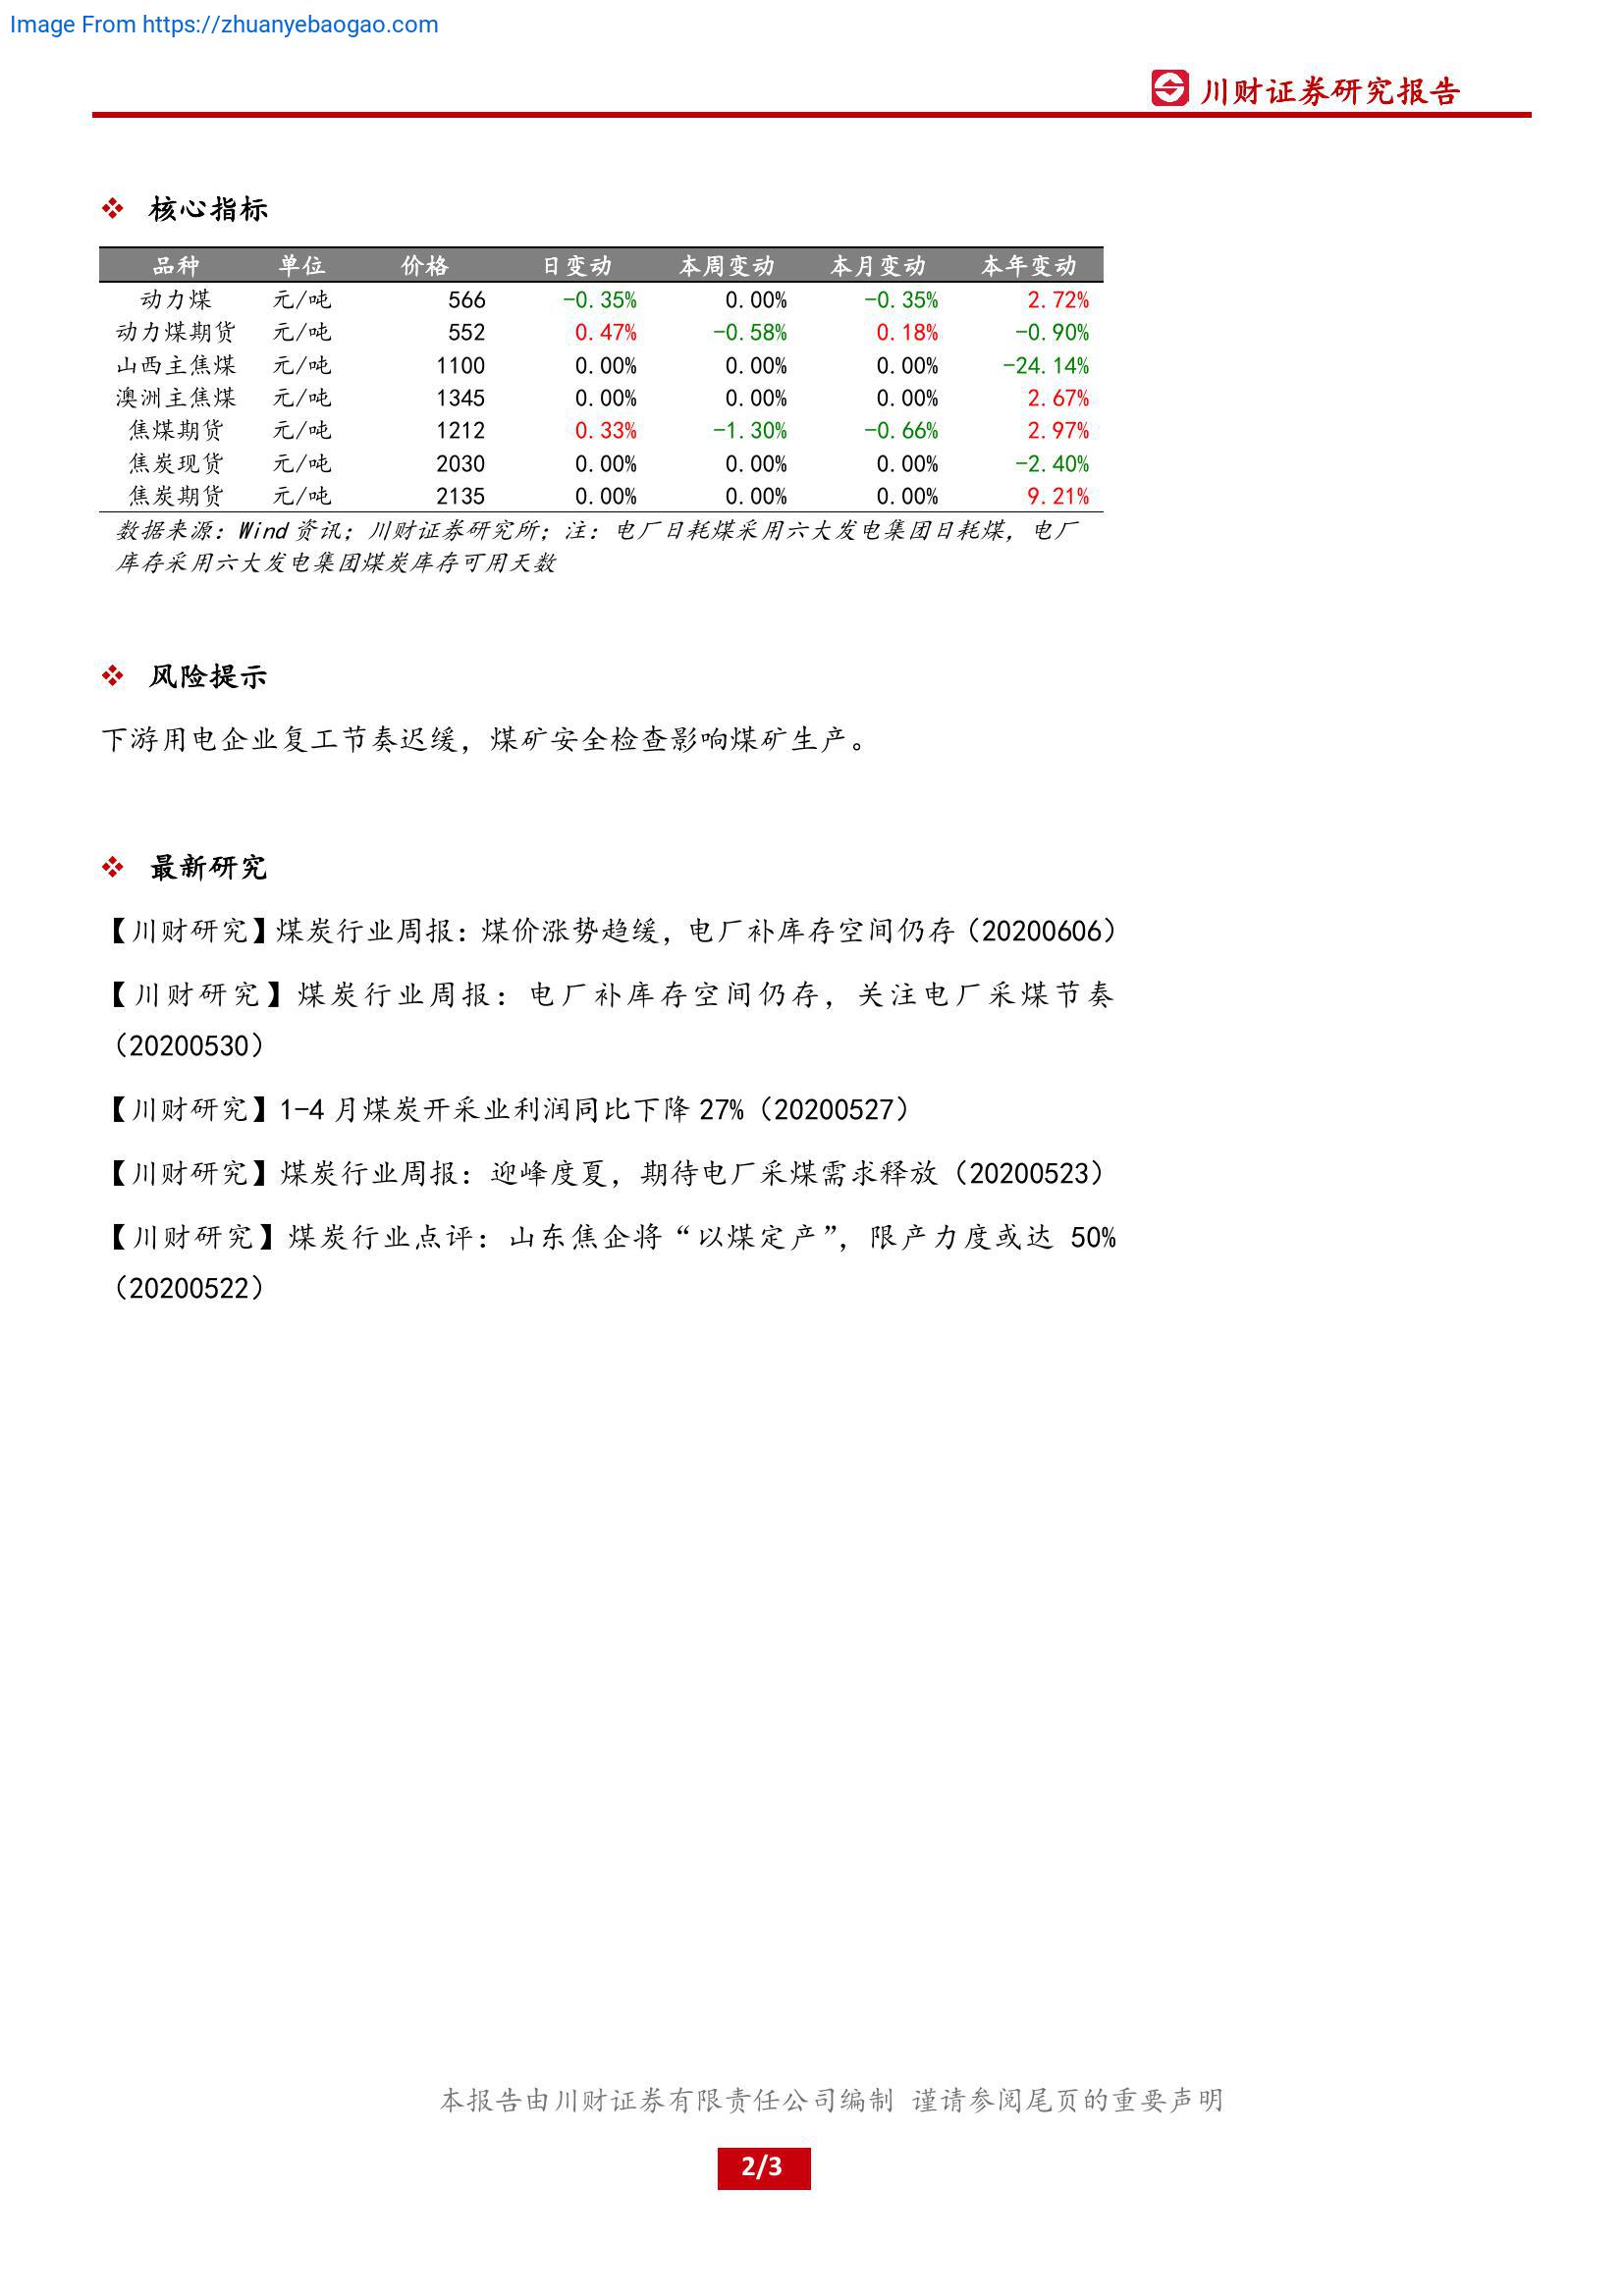 Image From https://zhuanyebaogao.com
川财证券研究报告
❖ 核心指标
品种 单位 价格 日变动 本周变动 本月变动 本年变动
动力煤 元/吨 566 -0.35% 0.00% -0.35% 2.72%
动力煤期货 元/吨 552 0.47% -0.58% 0.18% -0.90%
山西主焦煤 元/吨 1100 0.00% 0.00% 0.00% -24.14%
澳洲主焦煤 元/吨 1345 0.00% 0.00% 0.00% 2.67%
焦煤期货 元/吨 1212 0.33% -1.30% -0.66% 2.97%
焦炭现货 元/吨 2030 0.00% 0.00% 0.00% -2.40%
焦炭期货 元/吨 2135 0.00% 0.00% 0.00% 9.21%
数据来源：Wind 资讯；川财证券研究所；注：电厂日耗煤采用六大发电集团日耗煤，电厂
库存采用六大发电集团煤炭库存可用天数
❖ 风险提示
下游用电企业复工节奏迟缓，煤矿安全检查影响煤矿生产。
❖ 最新研究
【川财研究】煤炭行业周报：煤价涨势趋缓，电厂补库存空间仍存（20200606）
【川财研究】煤炭行业周报：电厂补库存空间仍存，关注电厂采煤节奏
（20200530）
【川财研究】1-4 月煤炭开采业利润同比下降 27%（20200527）
【川财研究】煤炭行业周报：迎峰度夏，期待电厂采煤需求释放（20200523）
【川财研究】煤炭行业点评：山东焦企将“以煤定产”，限产力度或达 50%
（20200522）
本报告由川财证券有限责任公司编制 谨请参阅尾页的重要声明
2/3